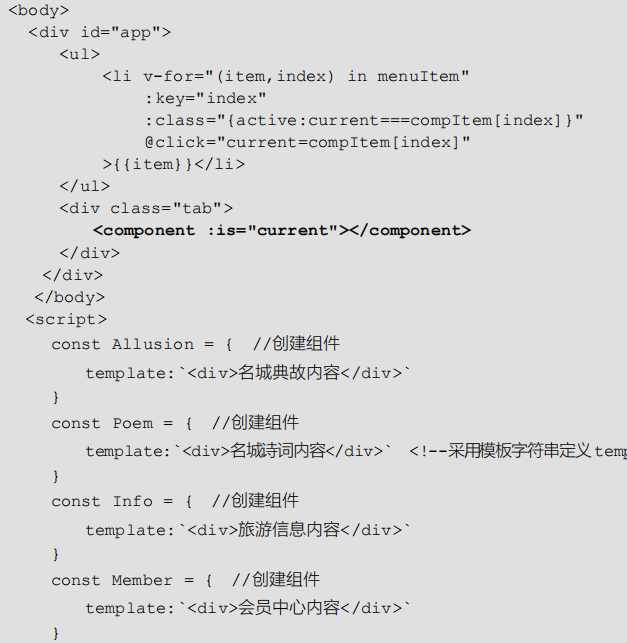 <body>
<div id="app">
<ul>
<li v-for="(item,index) in menuItem"
:key="index"
:class="{active:current===compItem[index]}"
@click="current=compItem[index]"
>{{item}}</li>
</ul>
<div class="tab">
<component :is="current"></component>
</div>
</div>
</body>
<script>
const Allusion = {  //创建组件
template:`<div>名城典故内容</div>`
}
const Poem = {  //创建组件
template:`<div>名城诗词内容</div>`  <!--采用模板字符串定义 temp
}
const Info = {  //创建组件
template:`<div>旅游信息内容</div>`
}
const Member = {  //创建组件
template:`<div>会员中心内容</div>`
}